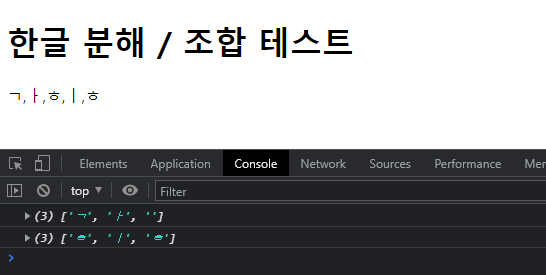 한글 분해 / 조합 테스트
ㄱ,ㅏ,ㅎ,ㅣ,ㅎ
Elements Application Console Network Sources Performance Mem
top ▼ Filter
▶ (3) ['ㄱ', 'ㅏ', '']
▶ (3) ['ㅎ', 'ㅣ', 'ㅎ']
>